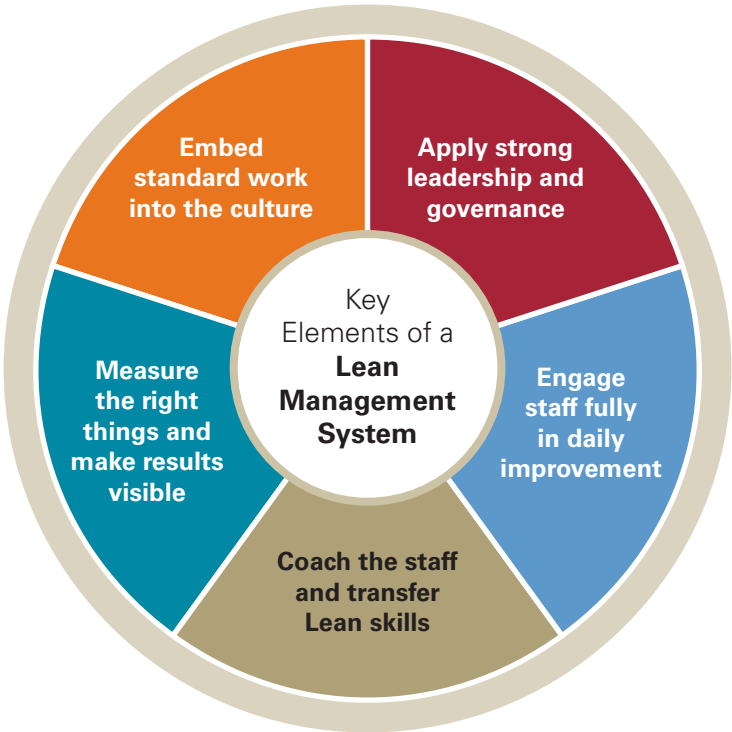 Key
Elements of a
Lean
Management
System
Apply strong
leadership and
governance
Engage
staff fully
in daily
improvement
Coach the staff
and transfer
Lean skills
Measure
the right
things and
make results
visible
Embed
standard work
into the culture